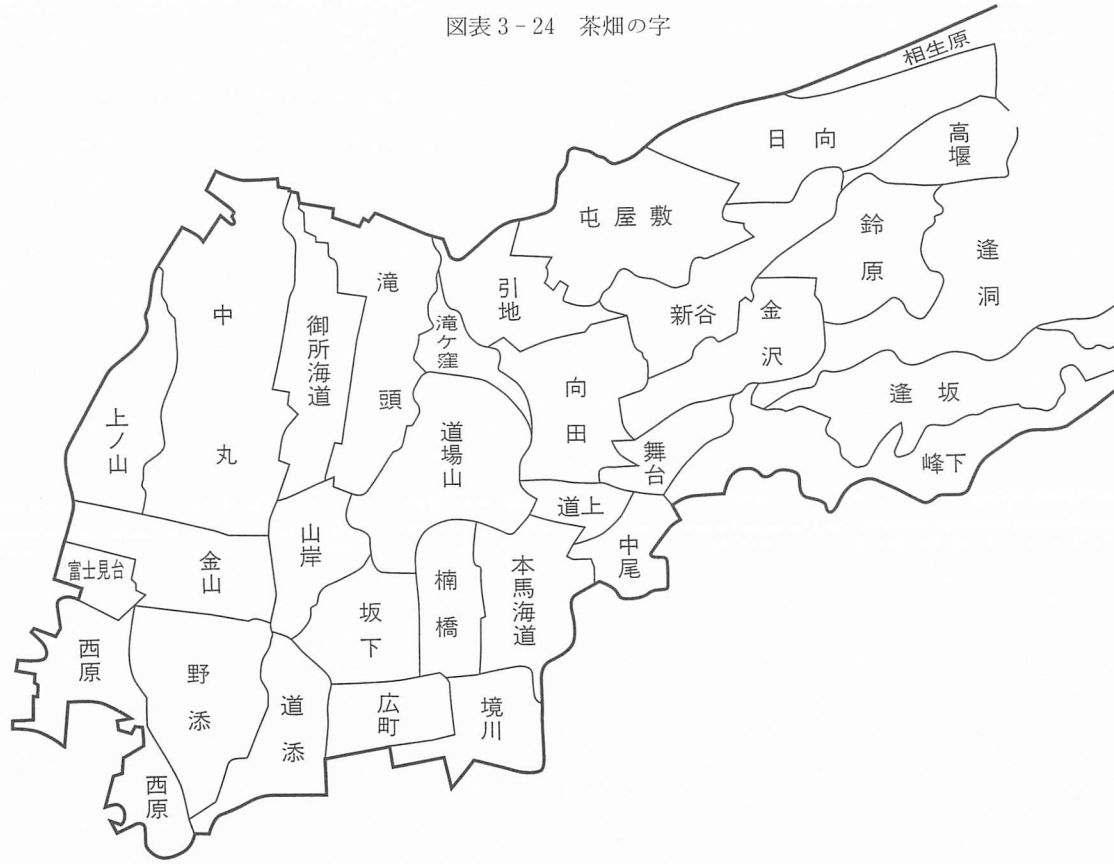 図表3-24 茶畑の字
相生原
日向
高堰
屯屋敷
鈴原
逢洞
引地
新谷
金沢
中丸
御所海道
滝頭
滝ケ窪
向田
逢坂
上ノ山
道場山
舞台
峰下
道上
山岸
中尾
富士見台
金山
楠橋
本馬海道
坂下
西原
野添
道添
広町
境川
西原